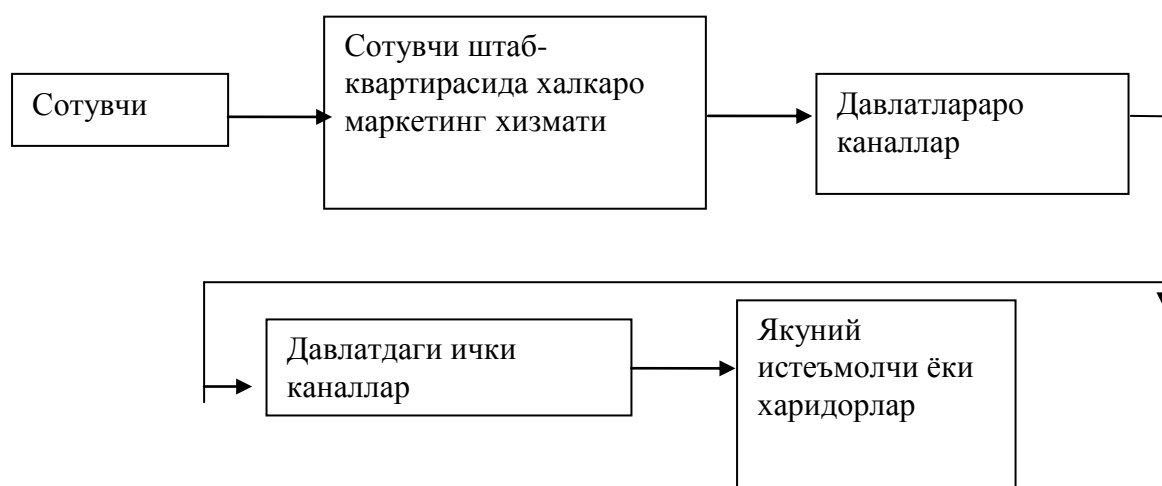 Сотувчи
Сотувчи штаб-
квартирасида халкаро
маркетинг хизмати
Давлатлараро
каналлар
Давлатдаги ички
каналлар
Якуний
истеъмолчи ёки
харидорлар